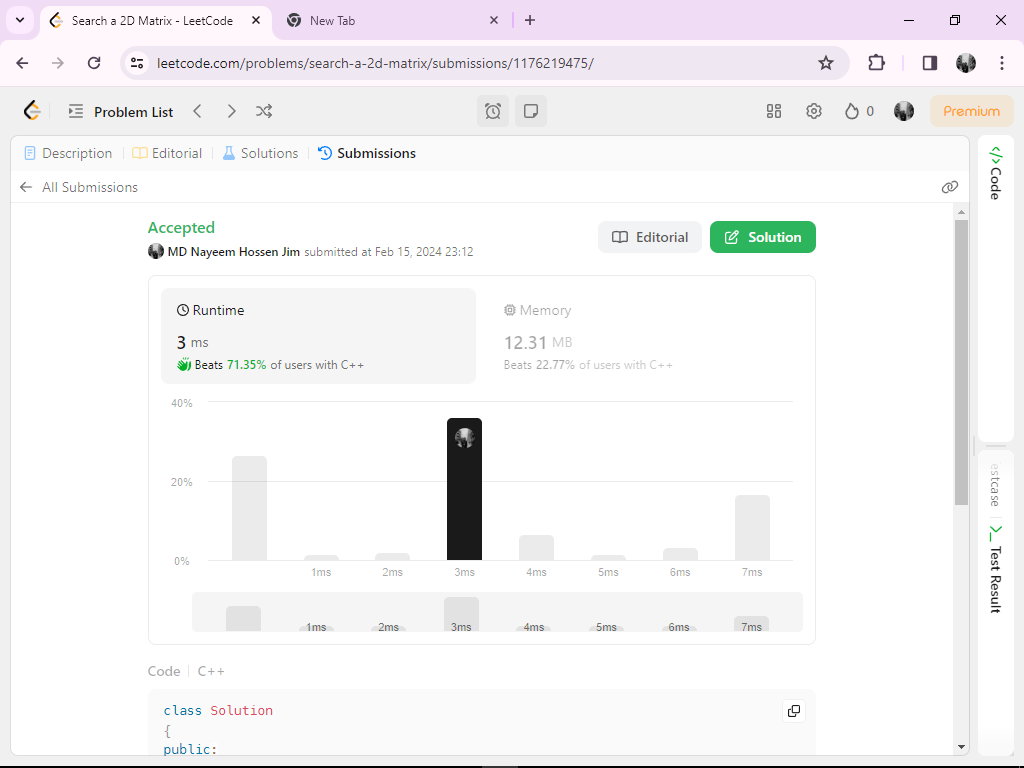 Search a 2D Matrix - LeetCode
New Tab
leetcode.com/problems/search-a-2d-matrix/submissions/1176219475/
Problem List
0
Premium
Description
Editorial
Solutions
Submissions
All Submissions
Accepted
MD Nayeem Hossen Jim submitted at Feb 15, 2024 23:12
Editorial
Solution
Runtime
3 ms
Beats 71.35% of users with C++
Memory
12.31 MB
Beats 22.77% of users with C++
40%
20%
0%
1ms 2ms 3ms 4ms 5ms 6ms 7ms
1ms 2ms 3ms 4ms 5ms 6ms 7ms
Code
C++
class Solution
{
public:
</> Code
estcase
>_ Test Result